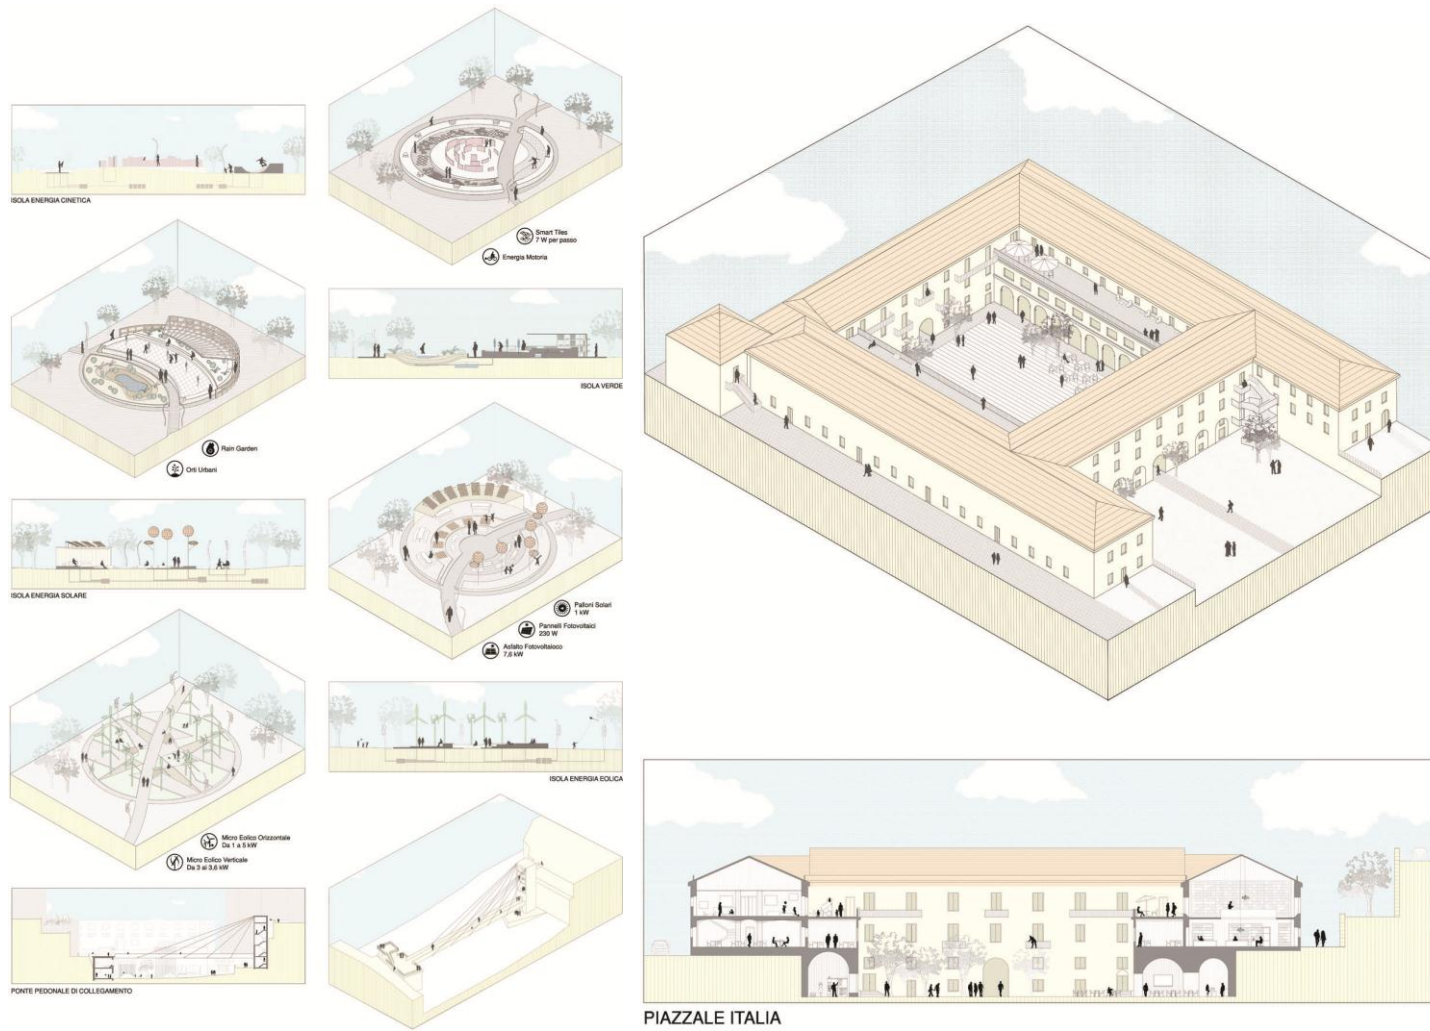 ISOLA ENERGIA CINETICA
Smart Tiles
7 W per passo
Energia Motoria
ISOLA VERDE
Rain Garden
Orti Urbani
ISOLA ENERGIA SOLARE
Palloni Solari
1 kW
Pannelli Fotovoltaici
230 W
Asfalto Fotovoltaioco
7,6 kW
ISOLA ENERGIA EOLICA
Micro Eolico Orizzontale
Da 1 a 5 kW
Micro Eolico Verticale
Da 3 ai 3,6 kW
PONTE PEDONALE DI COLLEGAMENTO
PIAZZALE ITALIA